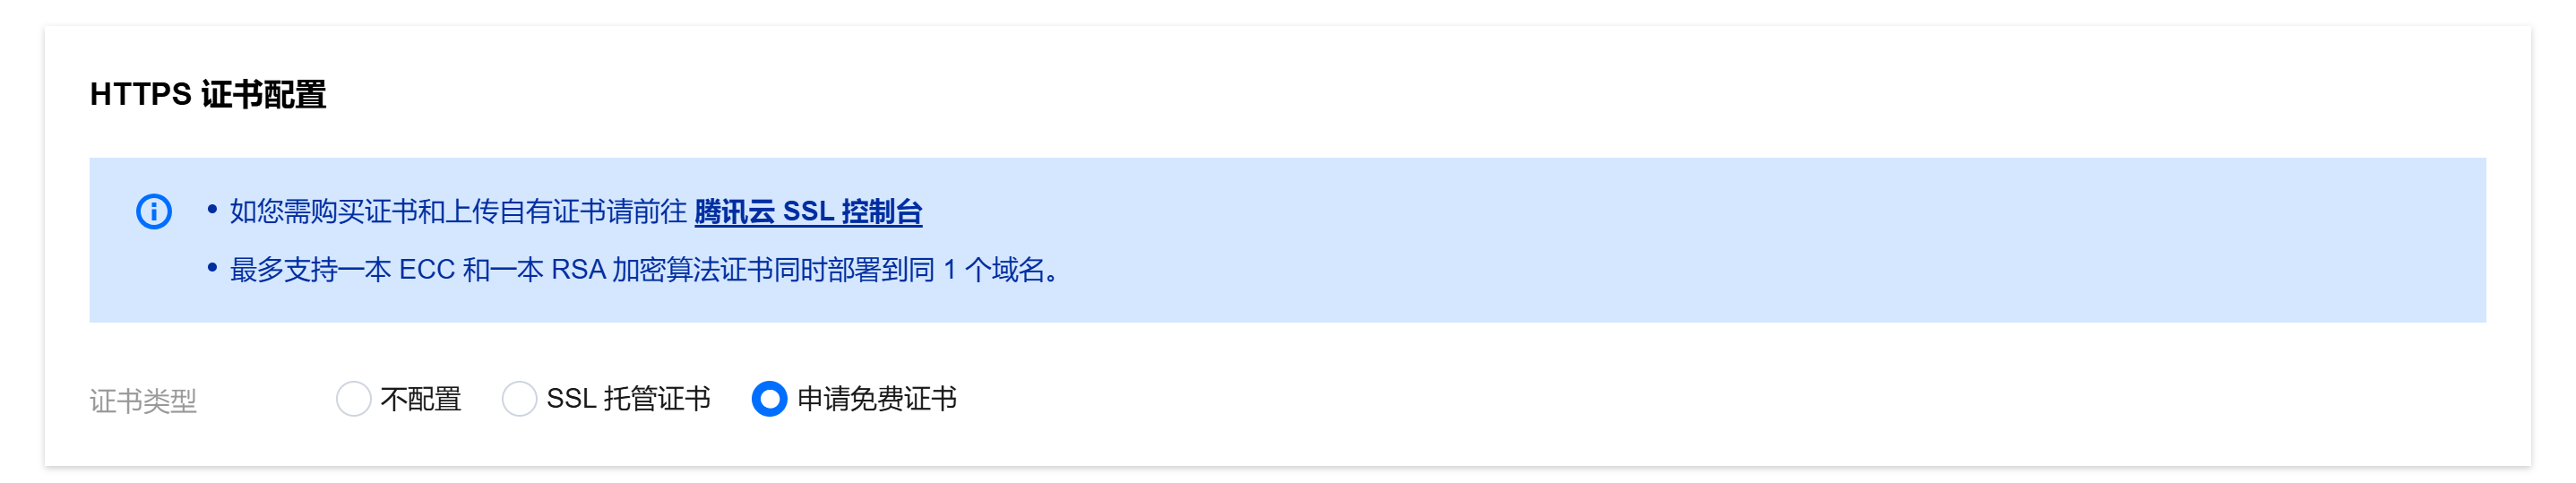 HTTPS 证书配置
• 如您需购买证书和上传自有证书请前往 腾讯云 SSL 控制台
• 最多支持一本 ECC 和一本 RSA 加密算法证书同时部署到同 1 个域名。
证书类型 不配置 SSL 托管证书 申请免费证书